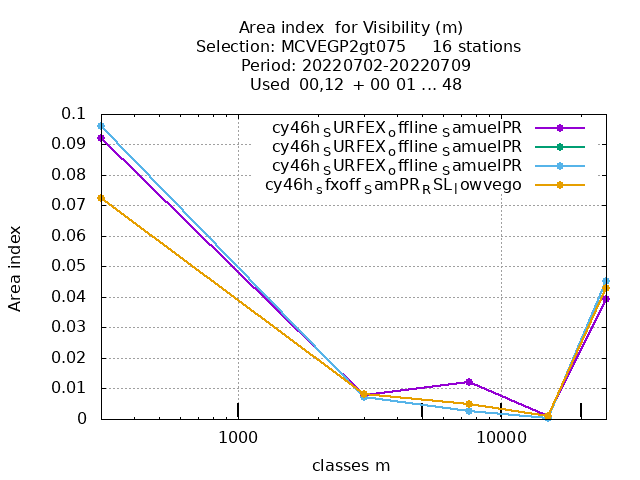 Area index  for Visibility (m)
Selection: MCVEGP2gt075     16 stations
Period: 20220702-20220709
Used  00,12  + 00 01 ... 48
cy46h_SURFEX_offline_SamuelPR
cy46h_SURFEX_offline_SamuelPR
cy46h_SURFEX_offline_SamuelPR
cy46h_sfxoff_SamPR_RSL_lowvego
0.1
0.09
0.08
0.07
0.06
0.05
0.04
0.03
0.02
0.01
0
Area index
1000
10000
classes m